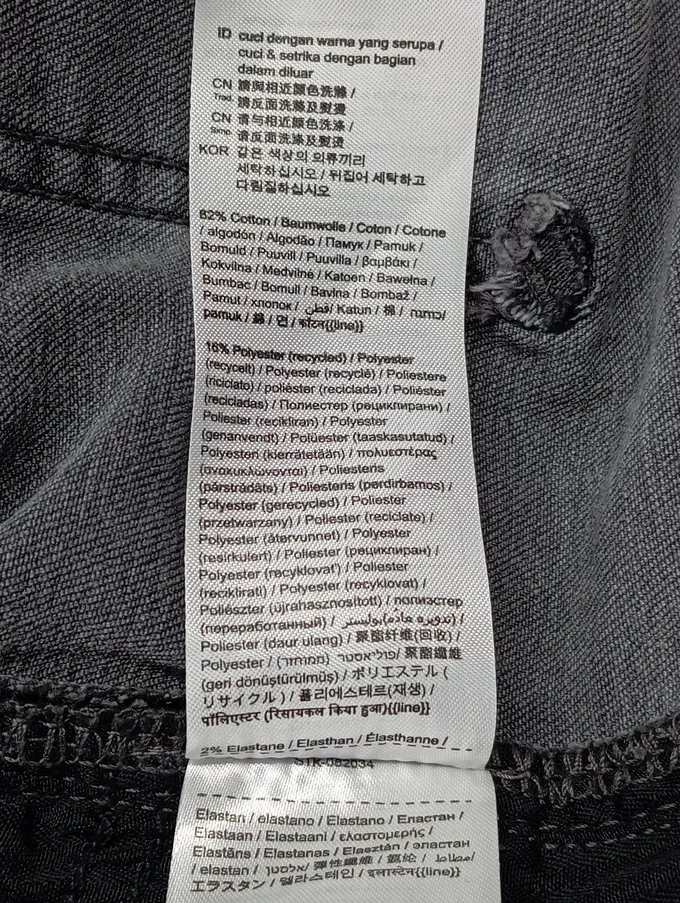 ID cuci dengan warna yang serupa /
cuci & setrika dengan bagian
dalam diluar
CN 請與相近顏色洗滌 /
Trad. 請反面洗滌及熨燙
CN 请与相近颜色洗涤 /
Simp. 请反面洗涤及熨烫
KOR 같은 색상의 의류끼리
세탁하십시오 / 뒤집어 세탁하고
다림질하십시오
82% Cotton / Baumwolle / Coton / Cotone
/ algodón / Algodão / Памук / Pamuk /
Bomuld / Puuvill / Puuvilla / βαμβάκι /
Kokvilna / Medvilnė / Katoen / Bawełna /
Bumbac / Bomull / Bavlna / Bombaž /
Pamut / хлопок / قطن / Katun / 棉 / כותנה /
pamuk / 綿 / 면 / कॉटन{{line}}
16% Polyester (recycled) / Polyester
(recycelt) / Polyester (recyclé) / Poliestere
(riciclato) / poliéster (reciclada) / Poliéster
(recicladas) / Полиестер (рециклирани) /
Poliester (recikliran) / Polyester
(genanvendt) / Polüester (taaskasutatud) /
Polyesteri (kierrätetään) / πολυεστέρας
(ανακυκλώνονται) / Poliesteris
(pārstrādāts) / Poliesteris (perdirbamos) /
Polyester (gerecycled) / Poliester
(przetwarzany) / Poliester (reciclate) /
Polyester (återvunnet) / Polyester
(resirkulert) / Poliester (рециклиран) /
Polyester (recyklovať) / Poliester
(reciklirati) / Polyester (recyklovat) /
Poliészter (újrahasznosított) / полиэстер
(переработанный) / (تدويره هادم)بوليستر /
Poliester (daur ulang) / 聚酯纤维(回收) /
Polyester / פוליאסטר (ממוחזר) / 聚酯纖維
(geri dönüştürülmüş) / ポリエステル (
リサイクル ) / 폴리에스테르(재생) /
पॉलिएस्टर (रिसायकल किया हुआ){{line}}
2% Elastane / Elasthan / Élasthanne /
STK-082034
Elastan / elastano / Elastano / Еластан /
Elastaan / Elastaani / ελαστομερής /
Elastāns / Elastanas / Elasztán / эластан
/ elastan / אלסטן / 彈性纖維 / 氨纶 / مطاط /
エラスタン / 엘라스테인 / इलास्टेन{{line}}